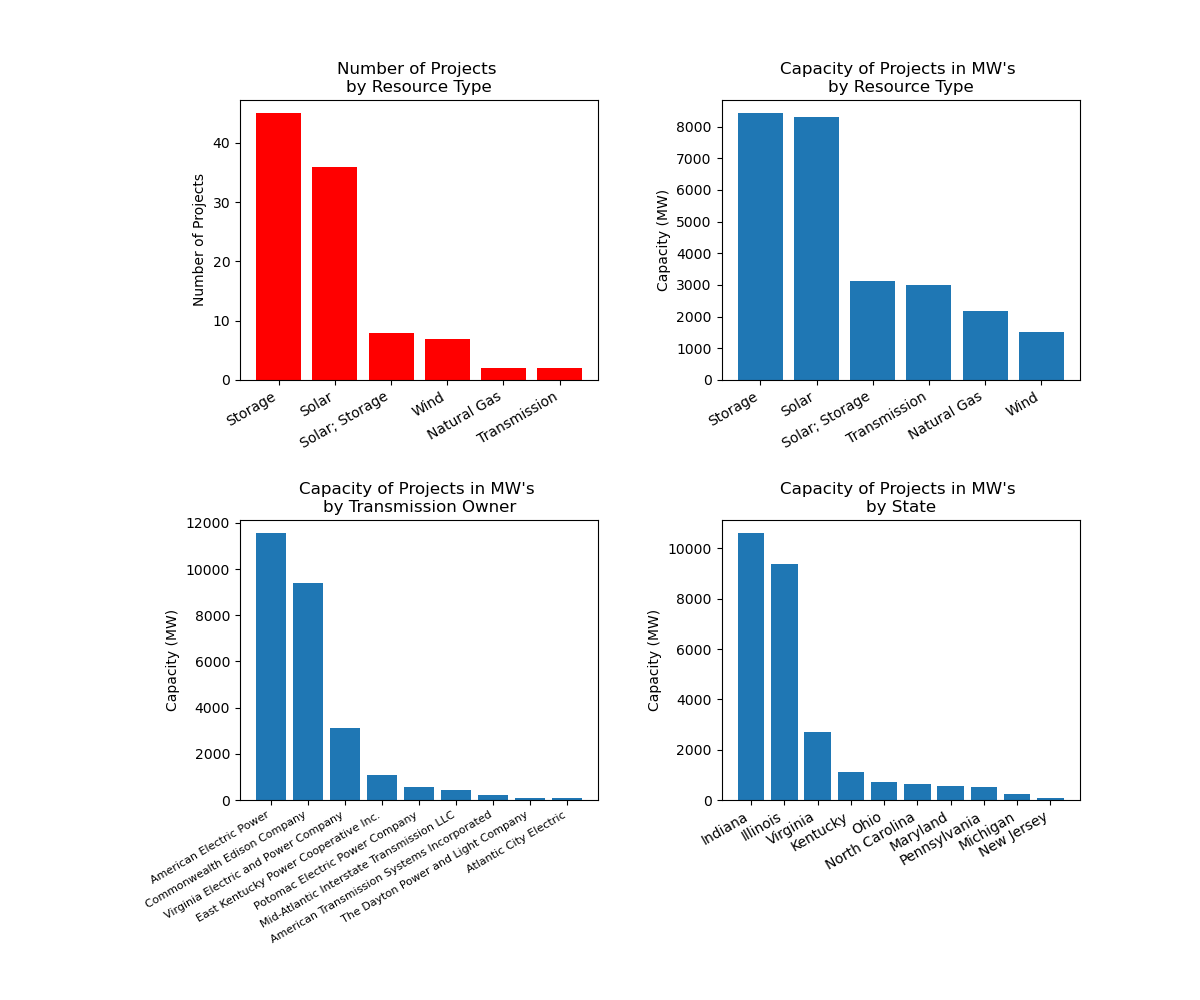 Number of Projects
by Resource Type
Number of Projects
40
30
20
10
0
Storage
Solar
Solar; Storage
Wind
Natural Gas
Transmission
Capacity of Projects in MW's
by Resource Type
Capacity (MW)
8000
7000
6000
5000
4000
3000
2000
1000
0
Storage
Solar
Solar; Storage
Transmission
Natural Gas
Wind
Capacity of Projects in MW's
by Transmission Owner
Capacity (MW)
12000
10000
8000
6000
4000
2000
0
American Electric Power
Commonwealth Edison Company
Virginia Electric and Power Company
East Kentucky Power Cooperative Inc.
Potomac Electric Power Company
Mid-Atlantic Interstate Transmission LLC
American Transmission Systems Incorporated
The Dayton Power and Light Company
Atlantic City Electric
Capacity of Projects in MW's
by State
Capacity (MW)
10000
8000
6000
4000
2000
0
Indiana
Illinois
Virginia
Kentucky
Ohio
North Carolina
Maryland
Pennsylvania
Michigan
New Jersey